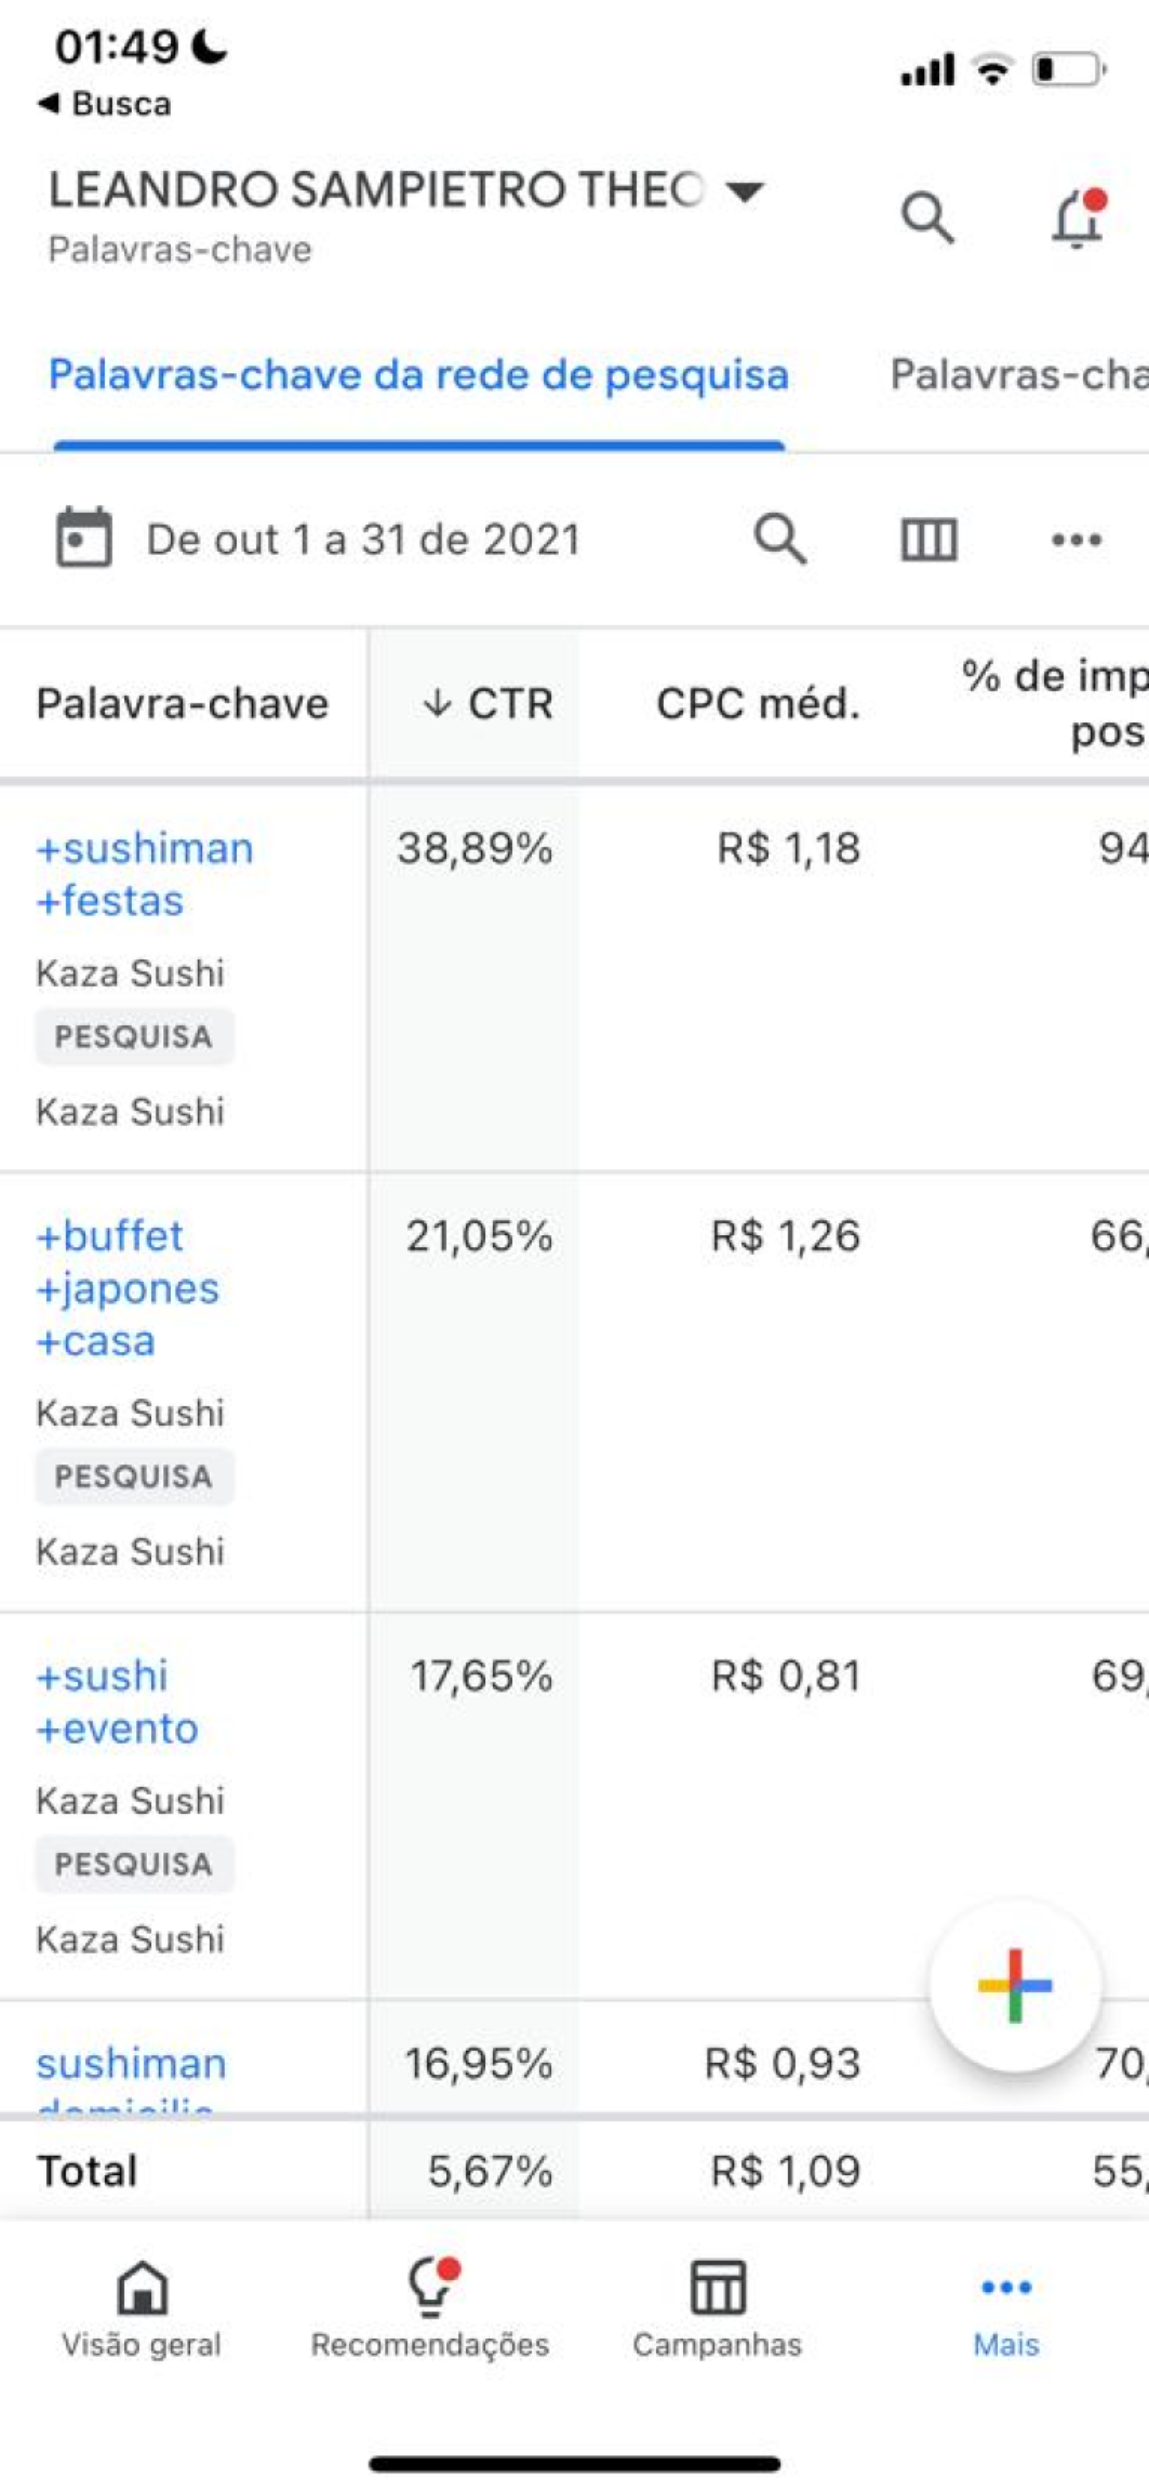 01:49
Busca
LEANDRO SAMPIETRO THEO
Palavras-chave
Palavras-chave da rede de pesquisa
Palavras-cha
De out 1 a 31 de 2021
Palavra-chave
CTR
CPC méd.
% de imp
pos
+sushiman
+festas
38,89%
R$ 1,18
94
Kaza Sushi
PESQUISA
Kaza Sushi
+buffet
+japones
+casa
21,05%
R$ 1,26
66,
Kaza Sushi
PESQUISA
Kaza Sushi
+sushi
+evento
17,65%
R$ 0,81
69,
Kaza Sushi
PESQUISA
Kaza Sushi
sushiman
16,95%
R$ 0,93
70,
domicilio
Total
5,67%
R$ 1,09
55,
Visão geral
Recomendações
Campanhas
Mais